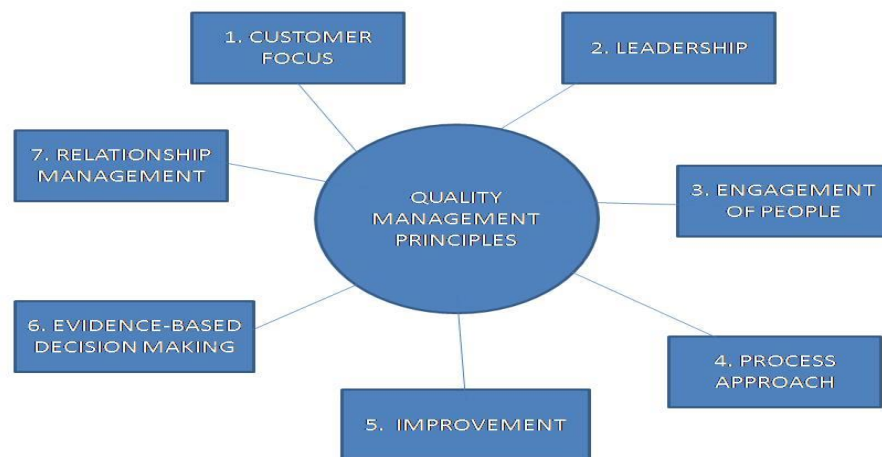 1. CUSTOMER
FOCUS
2. LEADERSHIP
7. RELATIONSHIP
MANAGEMENT
QUALITY
MANAGEMENT
PRINCIPLES
3. ENGAGEMENT
OF PEOPLE
6. EVIDENCE-BASED
DECISION MAKING
4. PROCESS
APPROACH
5. IMPROVEMENT